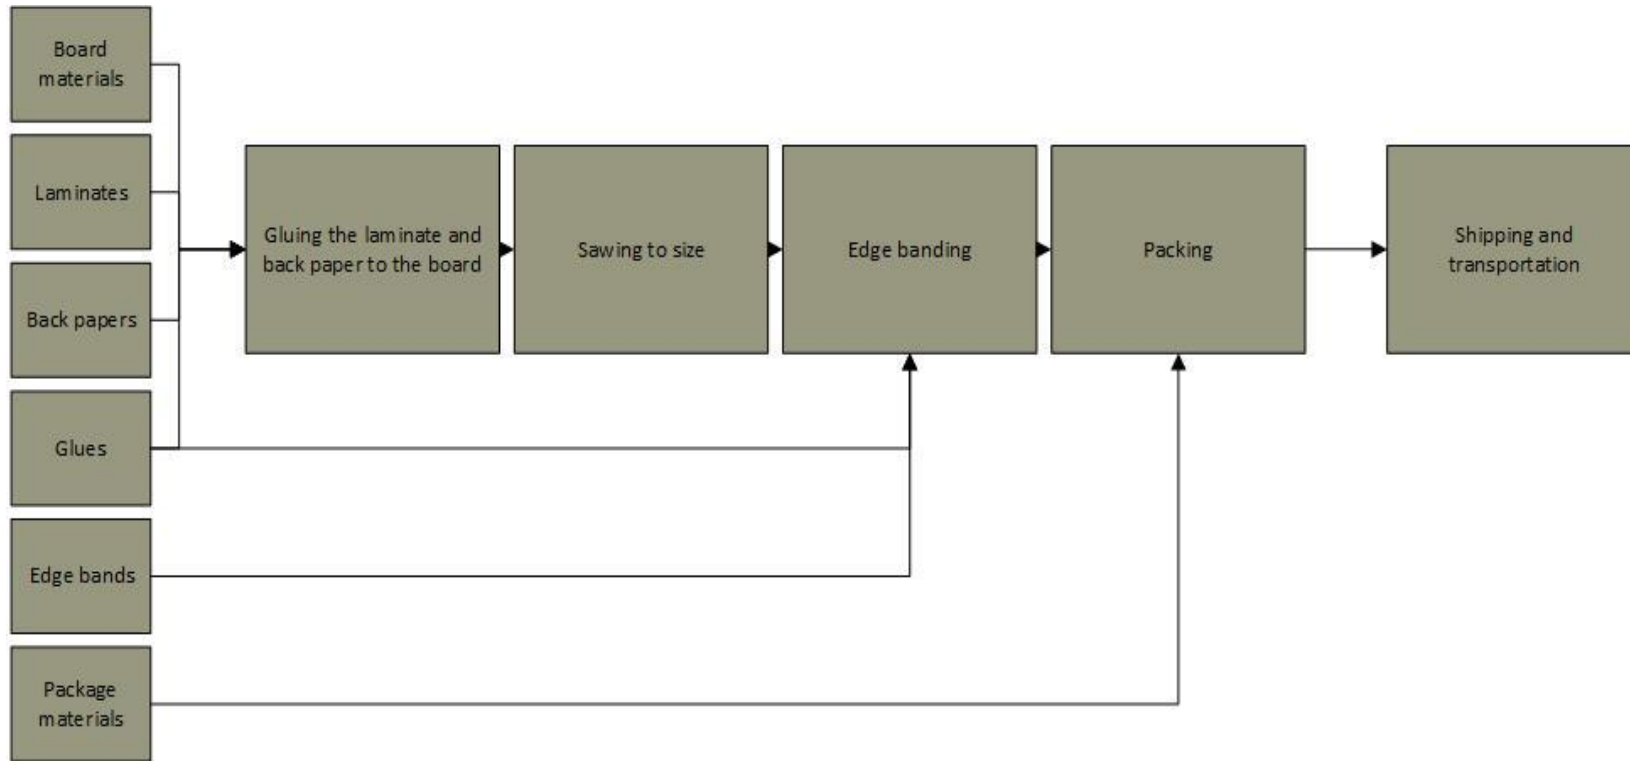 Board
materials
Laminates
Back papers
Glues
Edge bands
Package
materials
Gluing the laminate and
back paper to the board
Sawing to size
Edge banding
Packing
Shipping and
transportation